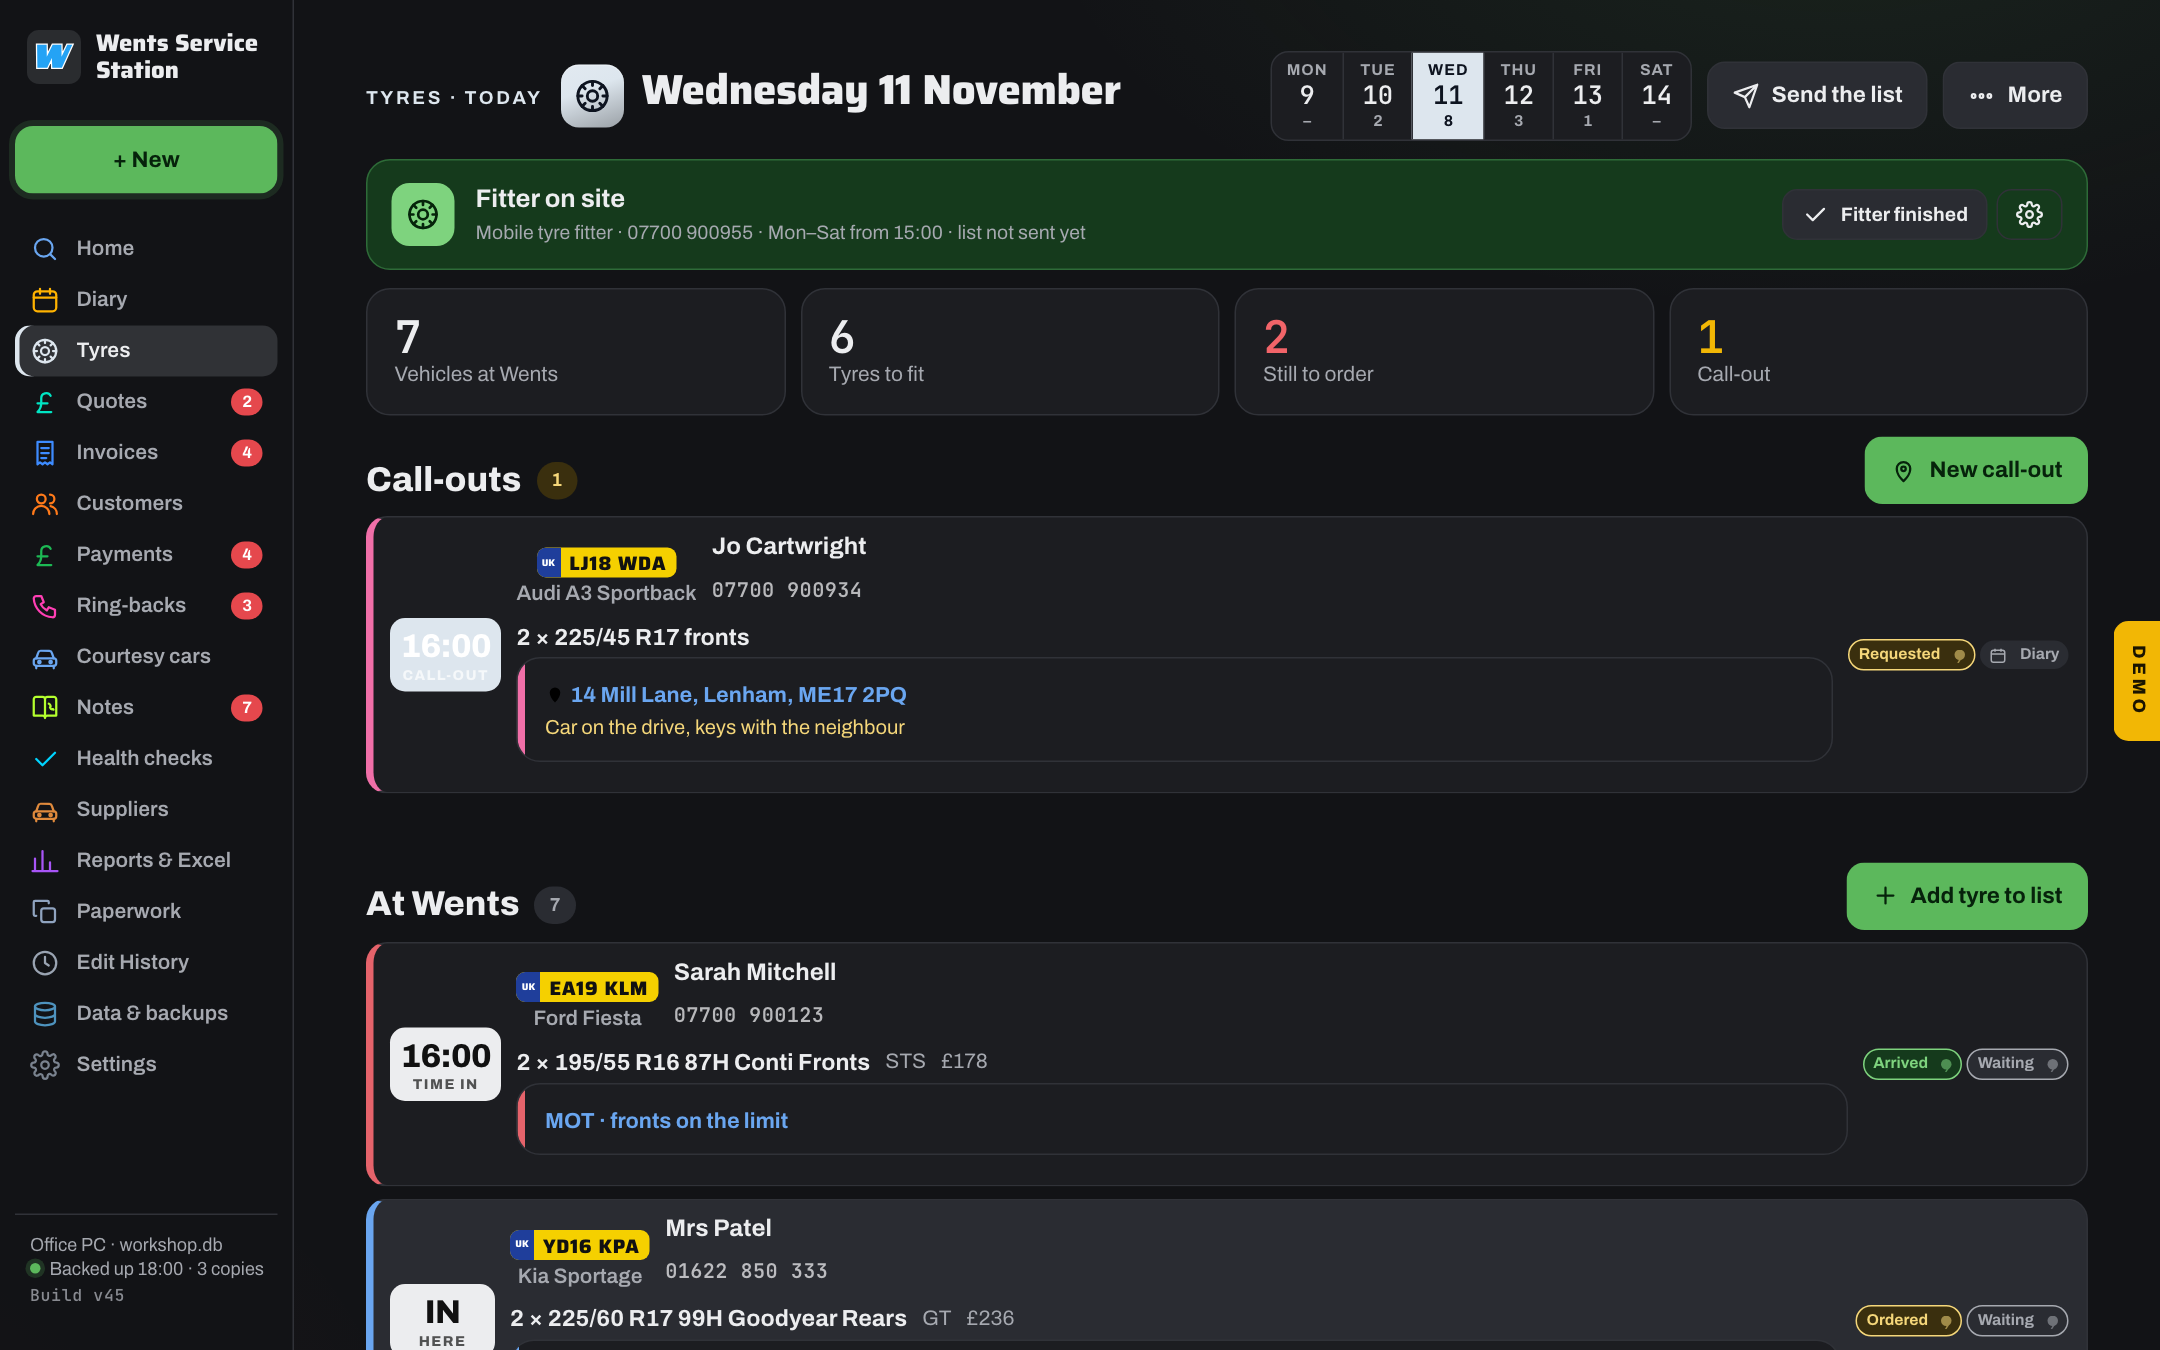 Wents Service
Station
+ New
Home
Diary
Tyres
Quotes 2
Invoices 4
Customers
Payments 4
Ring-backs 3
Courtesy cars
Notes 7
Health checks
Suppliers
Reports & Excel
Paperwork
Edit History
Data & backups
Settings
Office PC · workshop.db
Backed up 18:00 · 3 copies
Build v45
TYRES · TODAY
Wednesday 11 November
MON TUE WED THU FRI SAT
9 10 11 12 13 14
– 2 8 3 1 –
Send the list
More
Fitter on site
Mobile tyre fitter · 07700 900955 · Mon–Sat from 15:00 · list not sent yet
Fitter finished
7
Vehicles at Wents
6
Tyres to fit
2
Still to order
1
Call-out
Call-outs 1
New call-out
16:00
CALL-OUT
UK LJ18 WDA
Audi A3 Sportback
Jo Cartwright
07700 900934
2 × 225/45 R17 fronts
14 Mill Lane, Lenham, ME17 2PQ
Car on the drive, keys with the neighbour
Requested
Diary
DEMO
At Wents 7
Add tyre to list
16:00
TIME IN
UK EA19 KLM
Ford Fiesta
Sarah Mitchell
07700 900123
2 × 195/55 R16 87H Conti Fronts STS £178
MOT · fronts on the limit
Arrived
Waiting
IN
HERE
UK YD16 KPA
Kia Sportage
Mrs Patel
01622 850 333
2 × 225/60 R17 99H Goodyear Rears GT £236
Ordered
Waiting